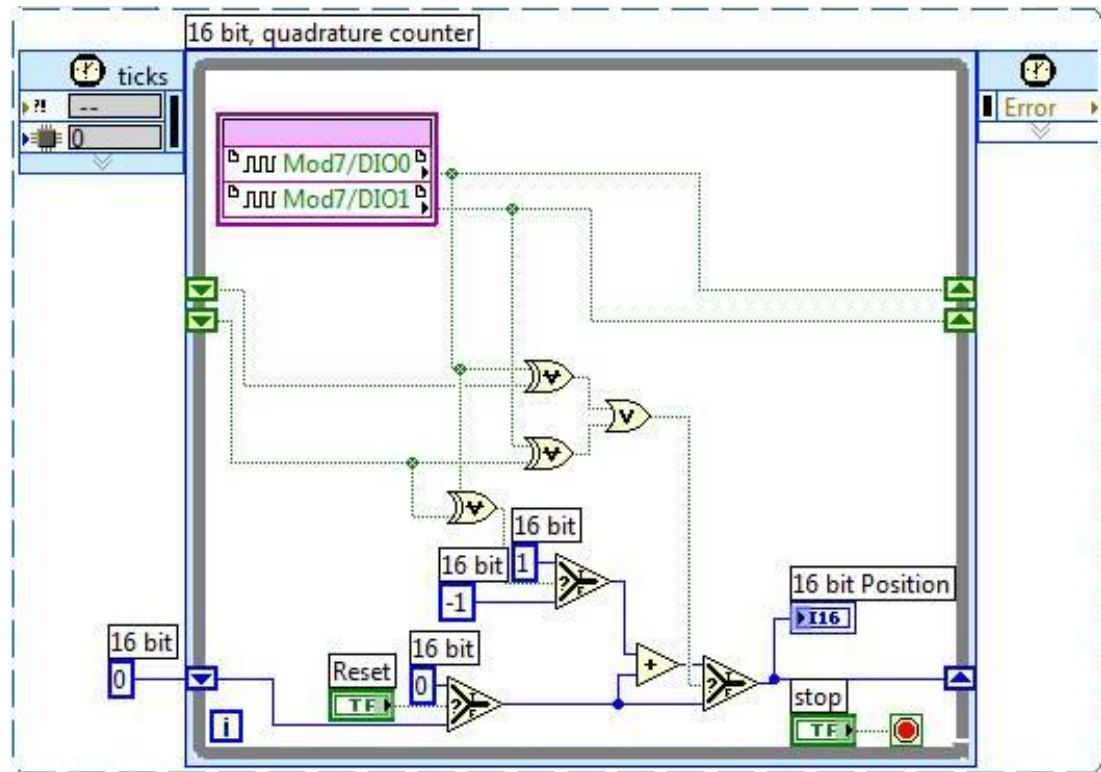 16 bit, quadrature counter
ticks
?!
--
0
Error
Mod7/DIO0
Mod7/DIO1
V
V
V
V
16 bit
1
16 bit
-1
?
T
F
16 bit Position
I16
16 bit
0
Reset
TF
16 bit
0
?
T
F
+
?
T
F
stop
TF
i